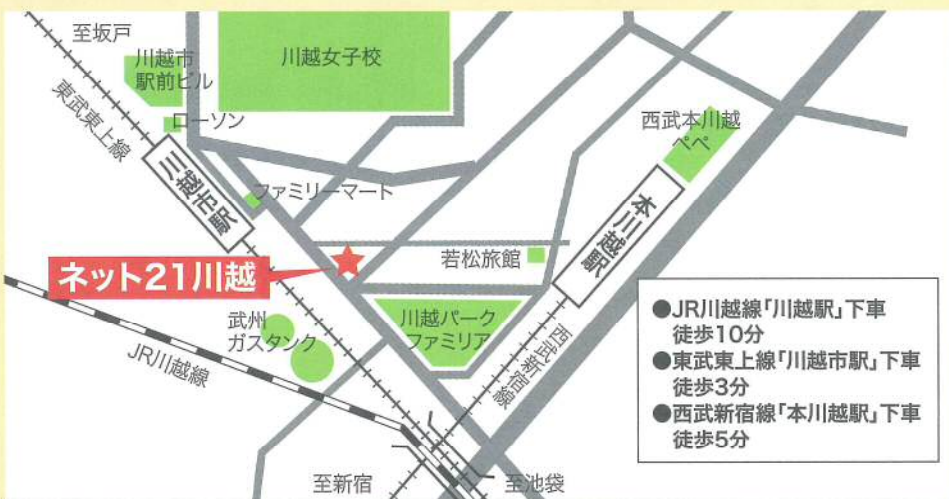 至坂戸
川越市
駅前ビル
川越女子校
東武東上線
ローソン
西武本川越
ペペ
川越市駅
ファミリーマート
本川越駅
ネット21川越
若松旅館
武州
ガスタンク
川越パーク
ファミリア
西武新宿線
JR川越線
●JR川越線「川越駅」下車
徒歩10分
●東武東上線「川越市駅」下車
徒歩3分
●西武新宿線「本川越駅」下車
徒歩5分
至新宿
至池袋